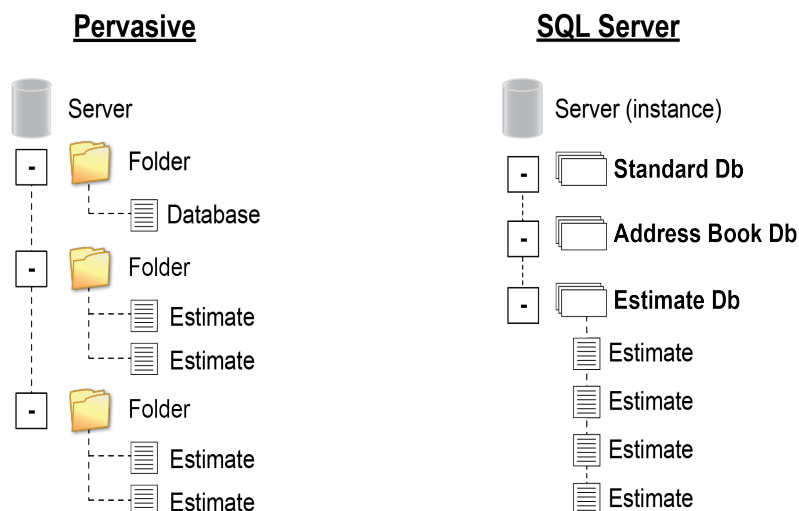 Pervasive
Server
-
Folder
Database
-
Folder
Estimate
Estimate
-
Folder
Estimate
Estimate
SQL Server
Server (instance)
-
Standard Db
-
Address Book Db
-
Estimate Db
Estimate
Estimate
Estimate
Estimate